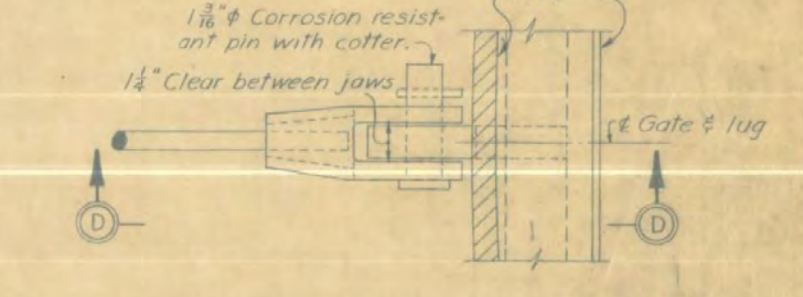 1 3/16" ϕ Corrosion resist-
ant pin with cotter.
1 1/4" Clear between jaws
℄ Gate & lug
D
D